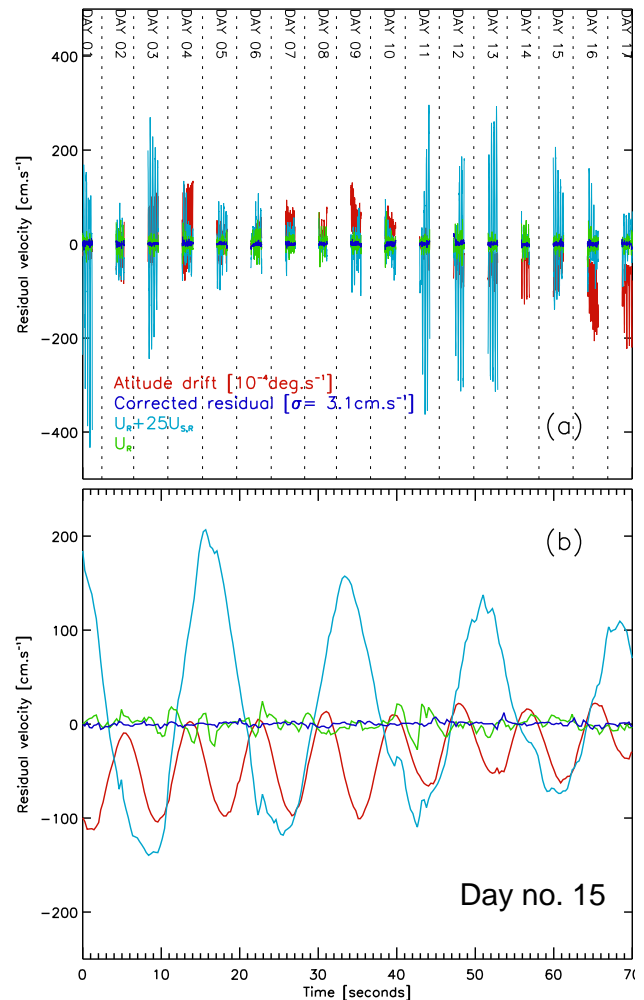 DAY 01 DAY 02 DAY 03 DAY 04 DAY 05 DAY 06 DAY 07 DAY 08 DAY 09 DAY 10 DAY 11 DAY 12 DAY 13 DAY 14 DAY 15 DAY 16 DAY 17
400
200
0
−200
−400
Residual velocity [cm.s⁻¹]
Atitude drift [10⁻⁴deg.s⁻¹]
Corrected residual [σ= 3.1cm.s⁻¹]
U_R+25U_S,R
U_R
(a)
200
100
0
−100
−200
Residual velocity [cm.s⁻¹]
(b)
Day no. 15
0 10 20 30 40 50 60 70
Time [seconds]